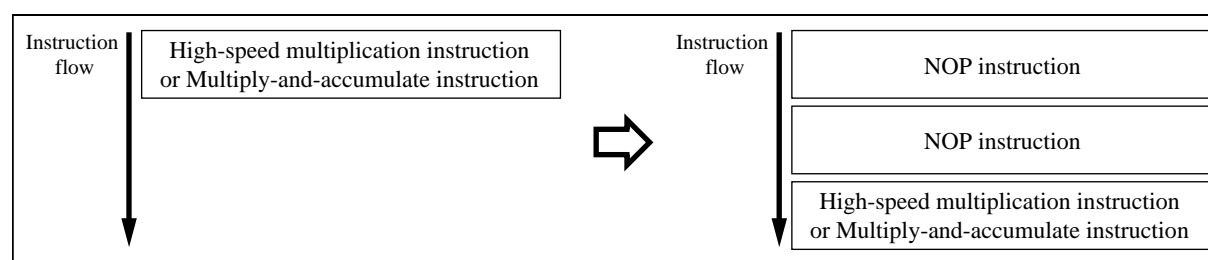 Instruction
flow
High-speed multiplication instruction
or Multiply-and-accumulate instruction
Instruction
flow
NOP instruction
NOP instruction
High-speed multiplication instruction
or Multiply-and-accumulate instruction